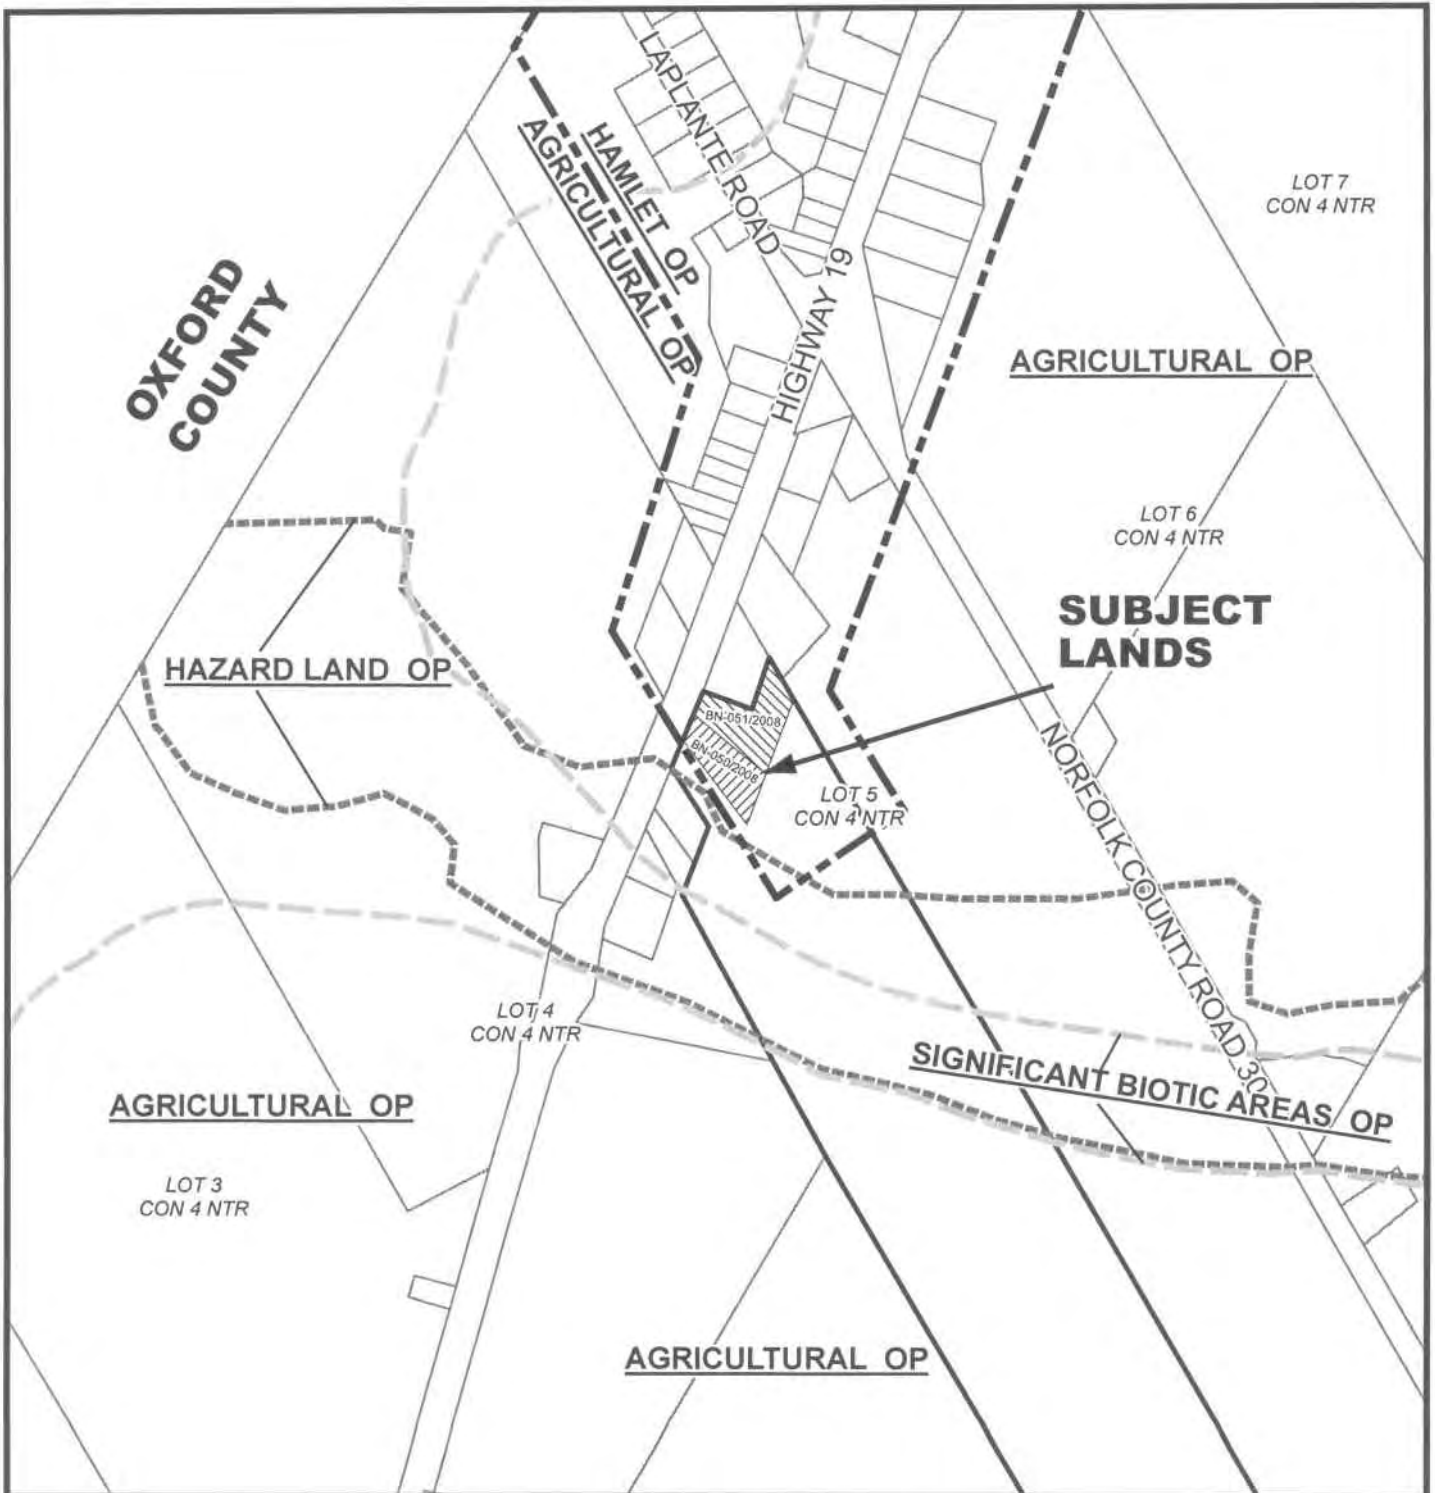 LAPLANTE ROAD
HAMLET OP
AGRICULTURAL OP
LOT 7
CON 4 NTR
OXFORD
COUNTY
HIGHWAY 19
AGRICULTURAL OP
LOT 6
CON 4 NTR
SUBJECT
LANDS
HAZARD LAND OP
BN-051/2008
BN-050/2008
LOT 5
CON 4 NTR
NORFOLK COUNTY ROAD 30
LOT 4
CON 4 NTR
SIGNIFICANT BIOTIC AREAS OP
AGRICULTURAL OP
LOT 3
CON 4 NTR
AGRICULTURAL OP